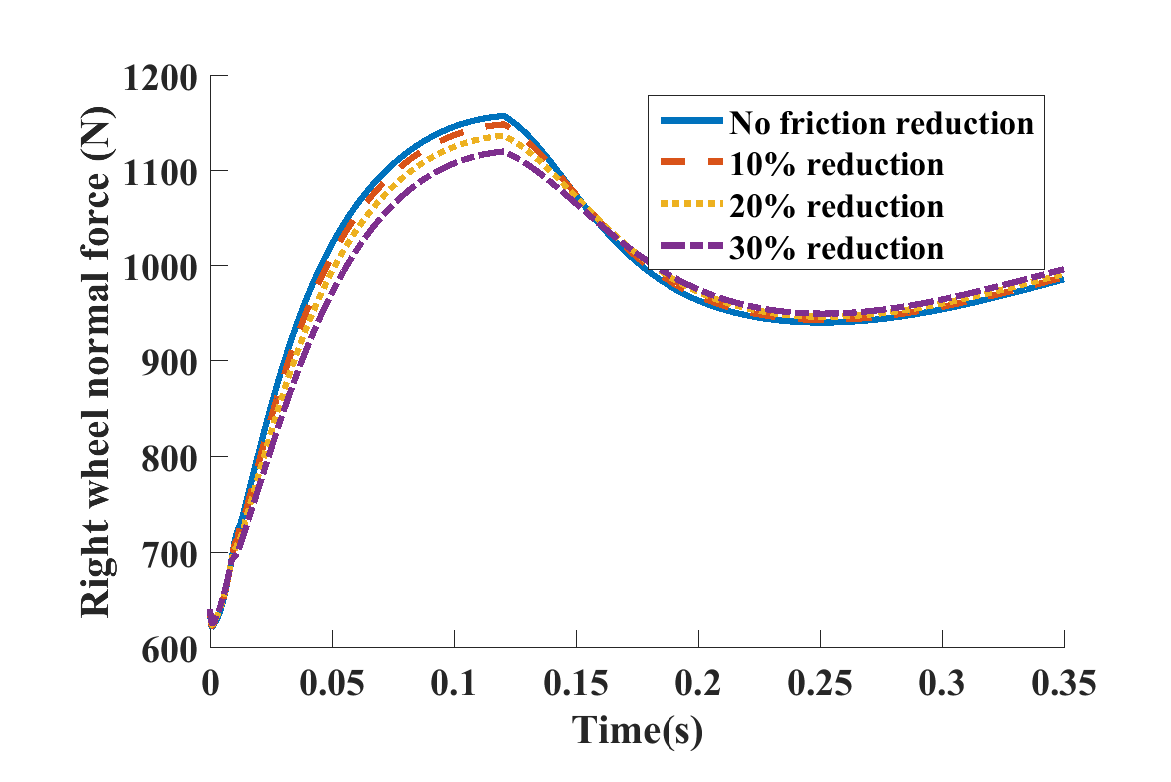 1200
1100
1000
900
800
700
600
Right wheel normal force (N)
No friction reduction
10% reduction
20% reduction
30% reduction
0 0.05 0.1 0.15 0.2 0.25 0.3 0.35
Time(s)